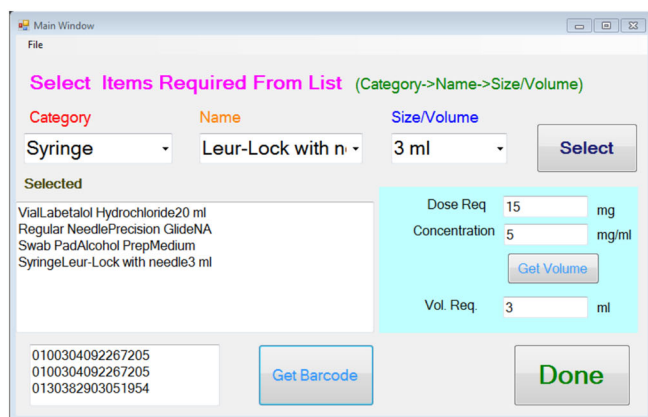 Main Window
File
Select Items Required From List (Category->Name->Size/Volume)
Category Name Size/Volume
Syringe Leur-Lock with n 3 ml Select
Selected
VialLabetalol Hydrochloride20 ml
Regular NeedlePrecision GlideNA
Swab PadAlcohol PrepMedium
SyringeLeur-Lock with needle3 ml
Dose Req 15 mg
Concentration 5 mg/ml
Get Volume
Vol. Req. 3 ml
0100304092267205
0100304092267205
0130382903051954
Get Barcode
Done